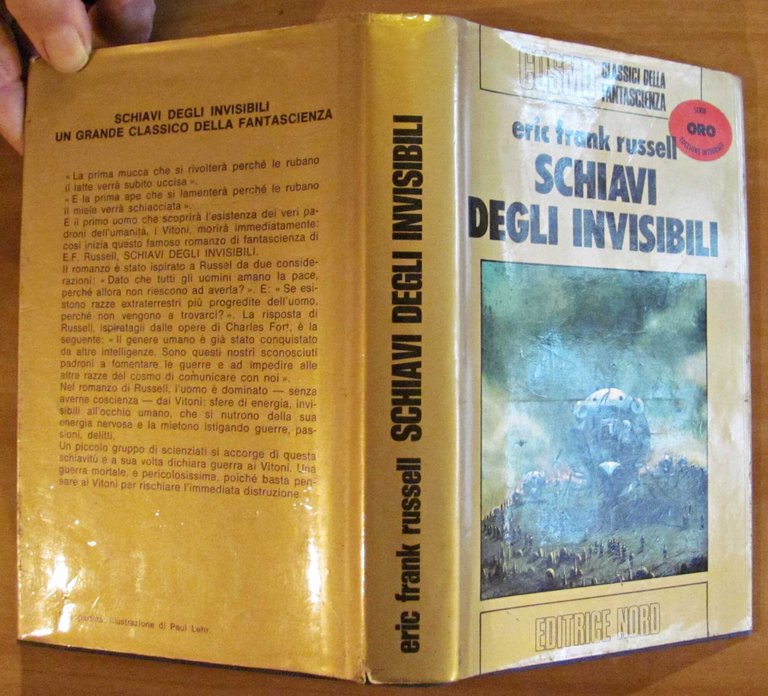 SCHIAVI DEGLI INVISIBILI
UN GRANDE CLASSICO DELLA FANTASCIENZA
« La prima mucca che si rivolterà perché le rubano
il latte verrà subito uccisa ».
« E la prima ape che si lamenterà perché le rubano
il miele verrà schiacciata ».
E il primo uomo che scoprirà l'esistenza dei veri pa-
droni dell'umanità, i Vitoni, morirà immediatamente:
così inizia questo famoso romanzo di fantascienza di
E.F. Russell, SCHIAVI DEGLI INVISIBILI.
Il romanzo è stato ispirato a Russel da due conside-
razioni: « Dato che tutti gli uomini amano la pace,
perché allora non riescono ad averla? ». E: « Se esi-
stono razze extraterrestri più progredite dell'uomo,
perché non vengono a trovarci? ». La risposta di
Russell, ispiratagli dalle opere di Charles Fort, è la
seguente: « Il genere umano è già stato conquistato
da altre intelligenze. Sono questi nostri sconosciuti
padroni a fomentare le guerre e ad impedire alle
altre razze del cosmo di comunicare con noi ».
Nel romanzo di Russell, l'uomo è dominato — senza
averne coscienza — dai Vitoni: sfere di energia, invi-
sibili all'occhio umano, che si nutrono della sua
energia nervosa e la mietono istigando guerre, pas-
sioni, delitti.
Un piccolo gruppo di scienziati si accorge di questa
schiavitù e a sua volta dichiara guerra ai Vitoni. Una
guerra mortale, e pericolosissima, poiché basta pen-
sare ai Vitoni per rischiare l'immediata distruzione.
illustrazione di Paul Lehr
eric frank russell SCHIAVI DEGLI INVISIBILI
COSMO CLASSICI DELLA
FANTASCIENZA
SERIE
ORO
EDIZIONE INTEGRALE
eric frank russell
SCHIAVI
DEGLI INVISIBILI
EDITRICE NORD